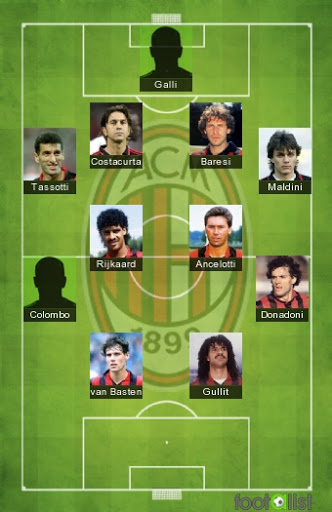 Galli
Costacurta
Baresi
Tassotti
Maldini
ACM
Rijkaard
Ancelotti
Colombo
Donadoni
1899
van Basten
Gullit
footalist